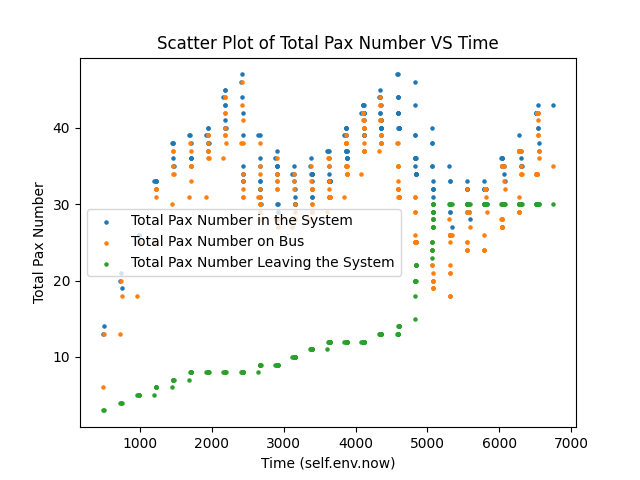 Scatter Plot of Total Pax Number VS Time
Total Pax Number
40
30
20
10
Total Pax Number in the System
Total Pax Number on Bus
Total Pax Number Leaving the System
1000 2000 3000 4000 5000 6000 7000
Time (self.env.now)